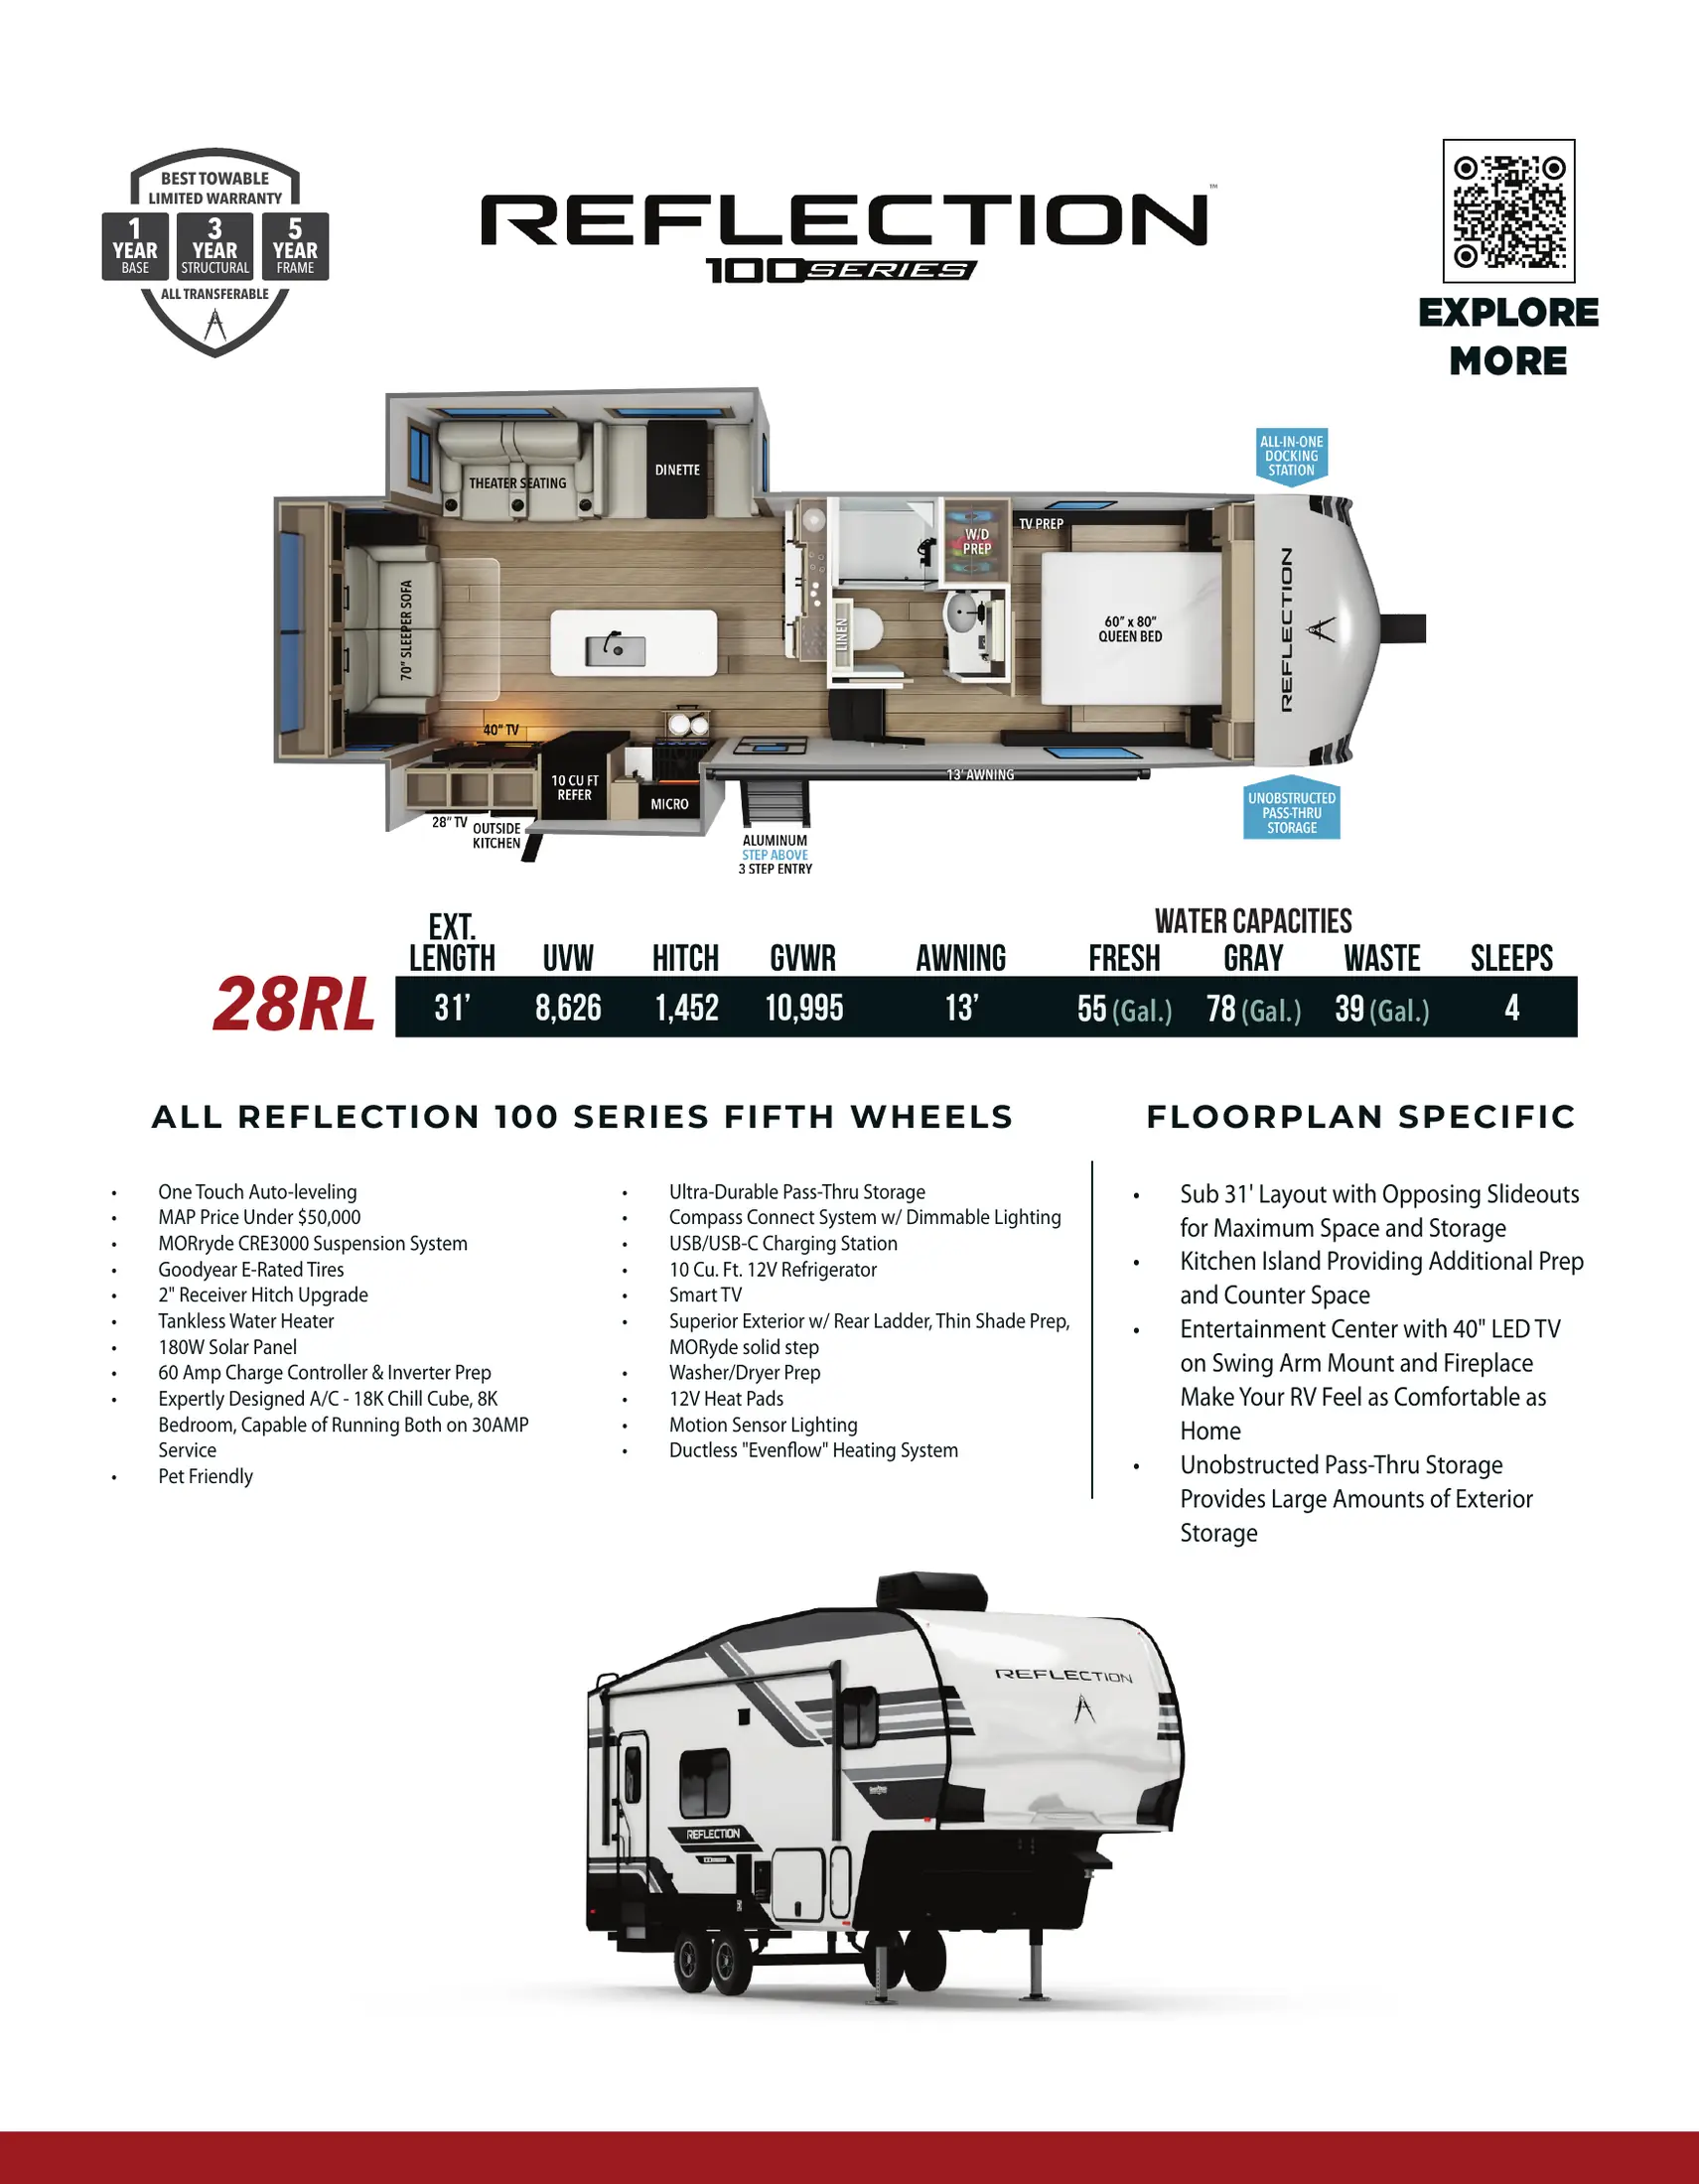 BEST TOWABLE
LIMITED WARRANTY
1
YEAR
BASE
3
YEAR
STRUCTURAL
5
YEAR
FRAME
ALL TRANSFERABLE
REFLECTION™
100 SERIES
EXPLORE
MORE
THEATER SEATING
DINETTE
ALL-IN-ONE
DOCKING
STATION
W/D
PREP
TV PREP
70" SLEEPER SOFA
LINEN
60" x 80"
QUEEN BED
REFLECTION
40" TV
10 CU FT
REFER
MICRO
13' AWNING
28" TV
OUTSIDE
KITCHEN
ALUMINUM
STEP ABOVE
3 STEP ENTRY
UNOBSTRUCTED
PASS-THRU
STORAGE
WATER CAPACITIES
EXT.
LENGTH UVW HITCH GVWR AWNING FRESH GRAY WASTE SLEEPS
28RL 31’ 8,626 1,452 10,995 13’ 55 (Gal.) 78 (Gal.) 39 (Gal.) 4
ALL REFLECTION 100 SERIES FIFTH WHEELS
• One Touch Auto-leveling
• MAP Price Under $50,000
• MORryde CRE3000 Suspension System
• Goodyear E-Rated Tires
• 2" Receiver Hitch Upgrade
• Tankless Water Heater
• 180W Solar Panel
• 60 Amp Charge Controller & Inverter Prep
• Expertly Designed A/C - 18K Chill Cube, 8K
Bedroom, Capable of Running Both on 30AMP
Service
• Pet Friendly
• Ultra-Durable Pass-Thru Storage
• Compass Connect System w/ Dimmable Lighting
• USB/USB-C Charging Station
• 10 Cu. Ft. 12V Refrigerator
• Smart TV
• Superior Exterior w/ Rear Ladder, Thin Shade Prep,
MORyde solid step
• Washer/Dryer Prep
• 12V Heat Pads
• Motion Sensor Lighting
• Ductless "Evenflow" Heating System
FLOORPLAN SPECIFIC
• Sub 31' Layout with Opposing Slideouts
for Maximum Space and Storage
• Kitchen Island Providing Additional Prep
and Counter Space
• Entertainment Center with 40" LED TV
on Swing Arm Mount and Fireplace
Make Your RV Feel as Comfortable as
Home
• Unobstructed Pass-Thru Storage
Provides Large Amounts of Exterior
Storage
REFLECTION
REFLECTION